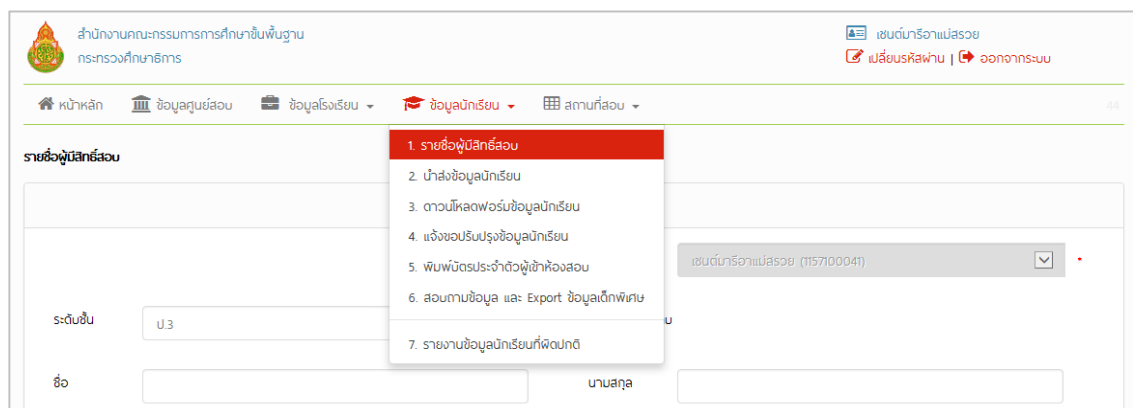 สำนักงานคณะกรรมการการศึกษาขั้นพื้นฐาน
กระทรวงศึกษาธิการ
เซนต์มารีอาแม่สรวย
เปลี่ยนรหัสผ่าน | ออกจากระบบ
หน้าหลัก ข้อมูลศูนย์สอบ ข้อมูลโรงเรียน ข้อมูลนักเรียน สถานที่สอบ 44
รายชื่อผู้มีสิทธิ์สอบ
1. รายชื่อผู้มีสิทธิ์สอบ
2. นำส่งข้อมูลนักเรียน
3. ดาวน์โหลดฟอร์มข้อมูลนักเรียน
4. แจ้งขอปรับปรุงข้อมูลนักเรียน
5. พิมพ์บัตรประจำตัวผู้เข้าห้องสอบ
6. สอบถามข้อมูล และ Export ข้อมูลเด็กพิเศษ
7. รายงานข้อมูลนักเรียนที่ผิดปกติ
เซนต์มารีอาแม่สรวย (1157100041) *
ระดับชั้น ป.3
ชื่อ นามสกุล